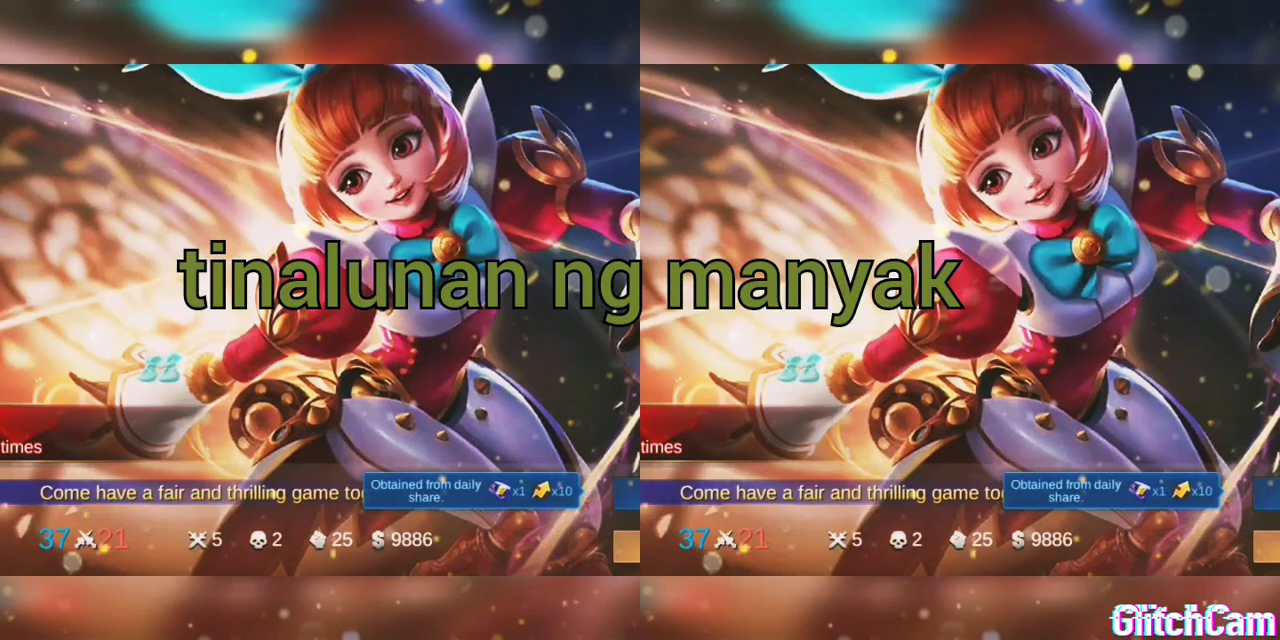 tinalunan ng manyak
times
Come have a fair and thrilling game tog
Obtained from daily
share.
x1
x10
37 21 5 2 25 $ 9886
times
Come have a fair and thrilling game tog
Obtained from daily
share.
x1
x10
37 21 5 2 25 $ 9886
GlitchCam